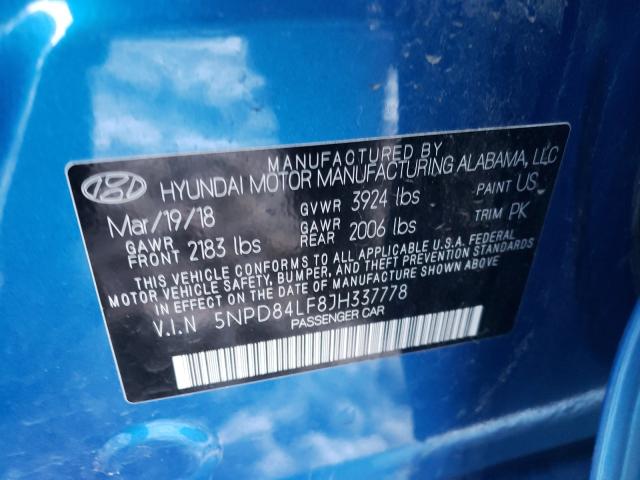 MANUFACTURED BY
HYUNDAI MOTOR MANUFACTURING ALABAMA, LLC
Mar/19/18 GVWR 3924 lbs PAINT US
GAWR FRONT 2183 lbs GAWR REAR 2006 lbs TRIM PK
THIS VEHICLE CONFORMS TO ALL APPLICABLE U.S.A. FEDERAL
MOTOR VEHICLE SAFETY, BUMPER, AND THEFT PREVENTION STANDARDS
IN EFFECT ON THE DATE OF MANUFACTURE SHOWN ABOVE.
V.I.N 5NPD84LF8JH337778
PASSENGER CAR